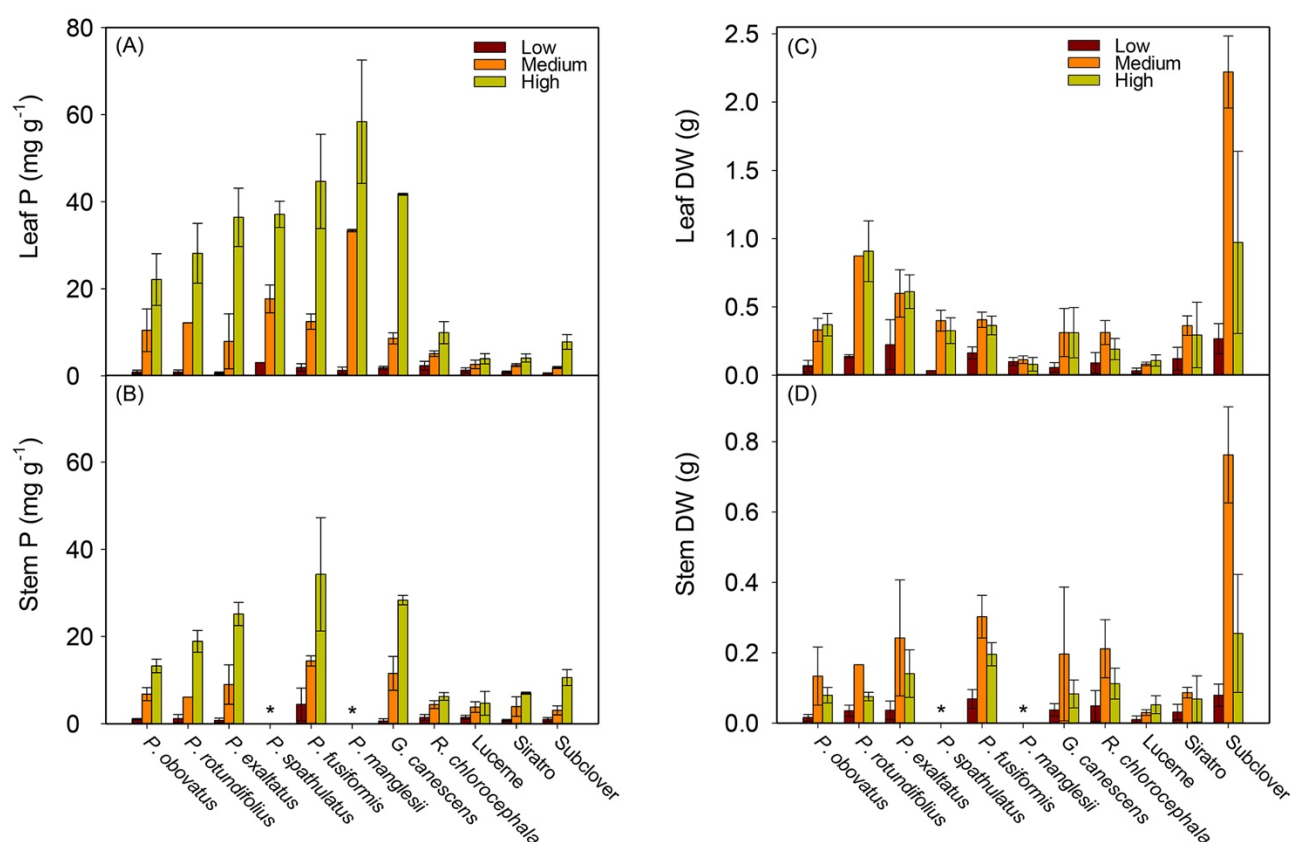 (A)
Low
Medium
High
Leaf P (mg g⁻¹)
80
60
40
20
0
(B)
Stem P (mg g⁻¹)
60
40
20
0
*
*
P. obovatus
P. rotundifolius
P. exaltatus
P. spathulatus
P. fusiformis
P. manglesii
G. canescens
R. chlorocephala
Lucerne
Siratro
Subclover
(C)
Low
Medium
High
Leaf DW (g)
2.5
2.0
1.5
1.0
0.5
0.0
(D)
Stem DW (g)
0.8
0.6
0.4
0.2
0.0
*
*
P. obovatus
P. rotundifolius
P. exaltatus
P. spathulatus
P. fusiformis
P. manglesii
G. canescens
R. chlorocephala
Lucerne
Siratro
Subclover